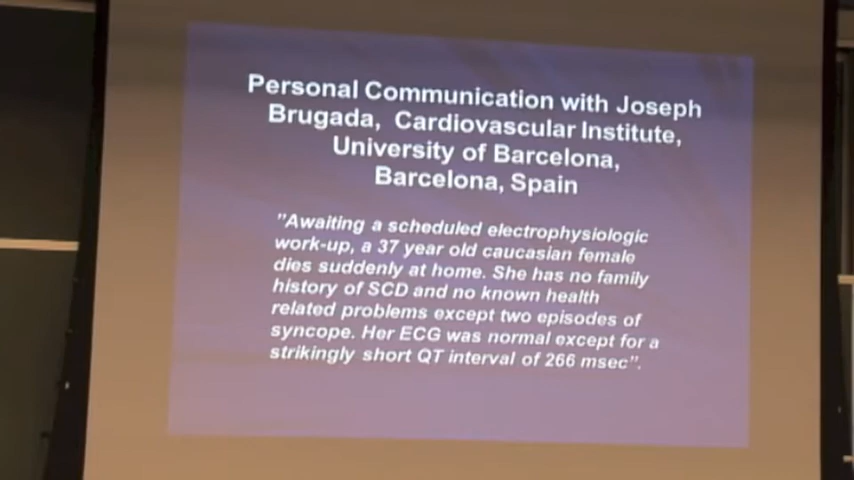 Personal Communication with Joseph
Brugada, Cardiovascular Institute,
University of Barcelona,
Barcelona, Spain
"Awaiting a scheduled electrophysiologic
work-up, a 37 year old caucasian female
dies suddenly at home. She has no family
history of SCD and no known health
related problems except two episodes of
syncope. Her ECG was normal except for a
strikingly short QT interval of 266 msec".